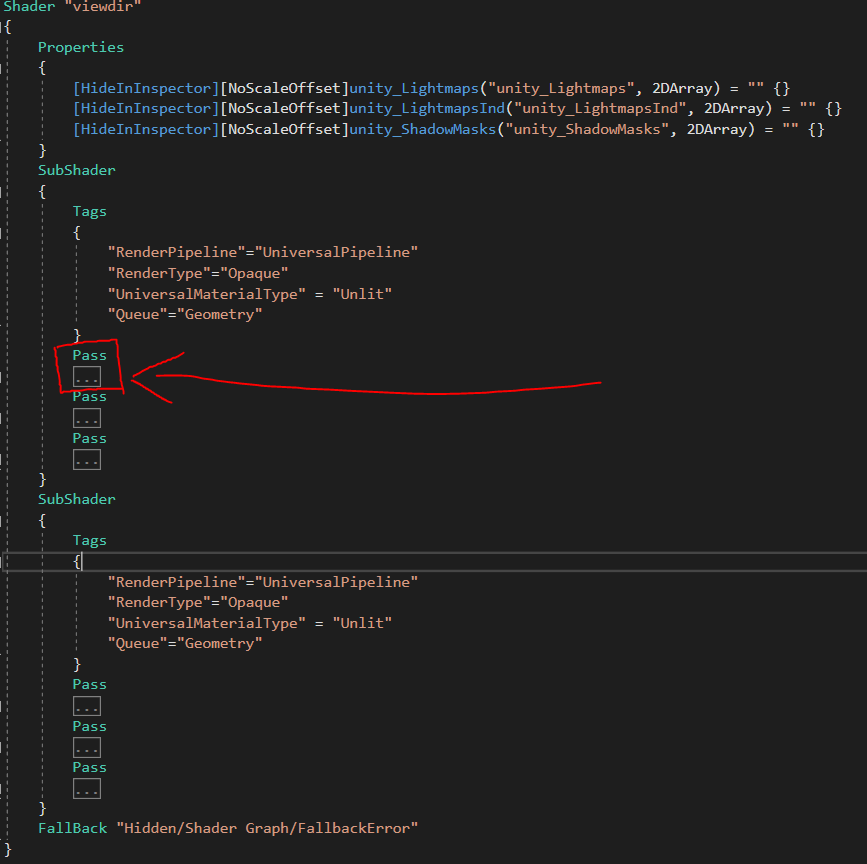 Shader "viewdir"
{
Properties
{
[HideInInspector][NoScaleOffset]unity_Lightmaps("unity_Lightmaps", 2DArray) = "" {}
[HideInInspector][NoScaleOffset]unity_LightmapsInd("unity_LightmapsInd", 2DArray) = "" {}
[HideInInspector][NoScaleOffset]unity_ShadowMasks("unity_ShadowMasks", 2DArray) = "" {}
}
SubShader
{
Tags
{
"RenderPipeline"="UniversalPipeline"
"RenderType"="Opaque"
"UniversalMaterialType" = "Unlit"
"Queue"="Geometry"
}
Pass
...
Pass
...
Pass
...
}
SubShader
{
Tags
{
"RenderPipeline"="UniversalPipeline"
"RenderType"="Opaque"
"UniversalMaterialType" = "Unlit"
"Queue"="Geometry"
}
Pass
...
Pass
...
Pass
...
}
FallBack "Hidden/Shader Graph/FallbackError"
}